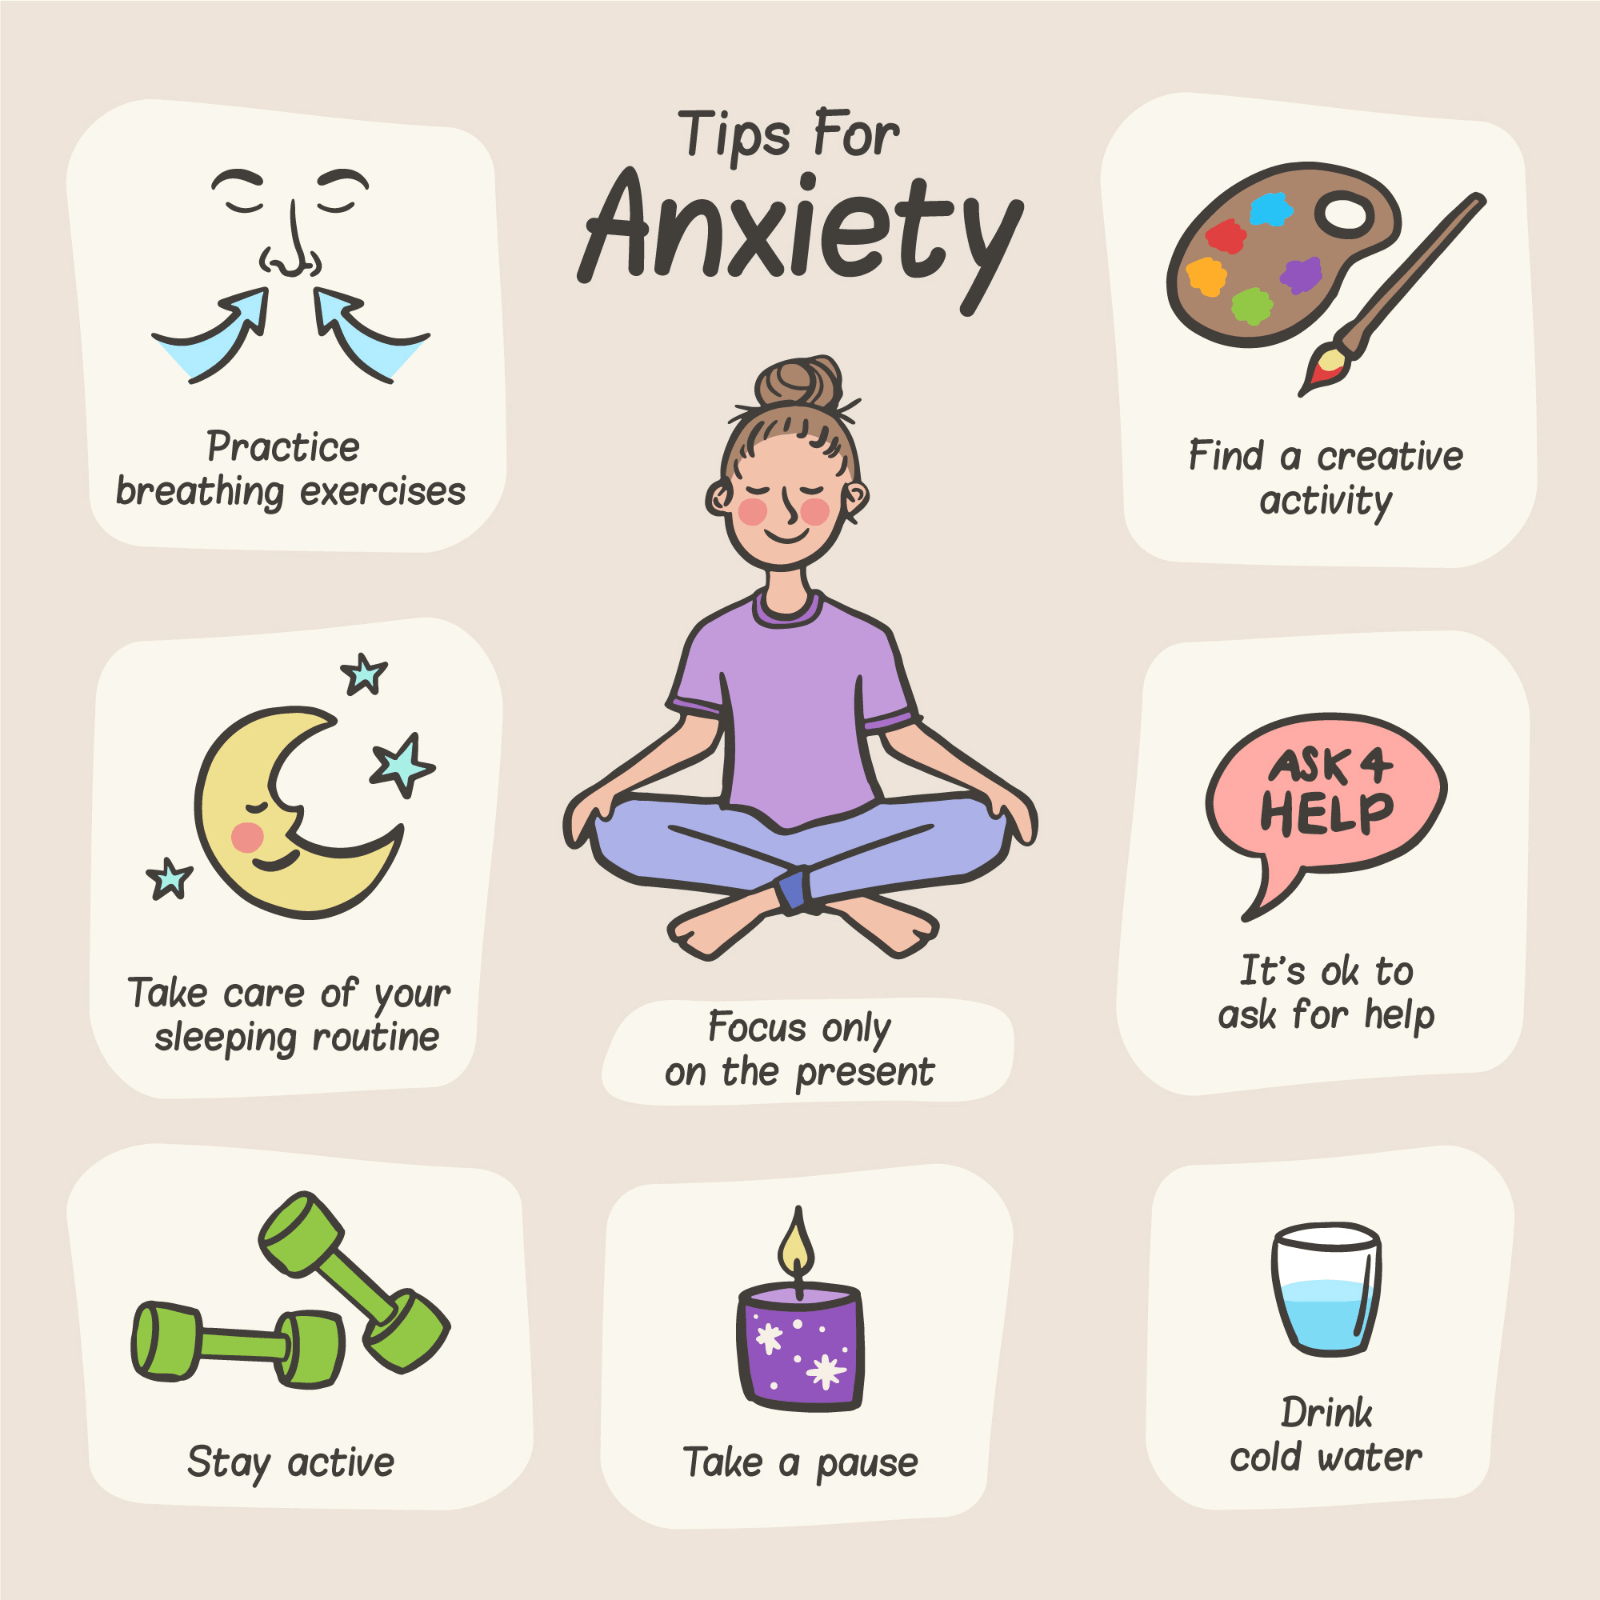 Tips For
Anxiety
Practice
breathing exercises
Find a creative
activity
Take care of your
sleeping routine
ASK 4
HELP
It's ok to
ask for help
Focus only
on the present
Stay active
Take a pause
Drink
cold water